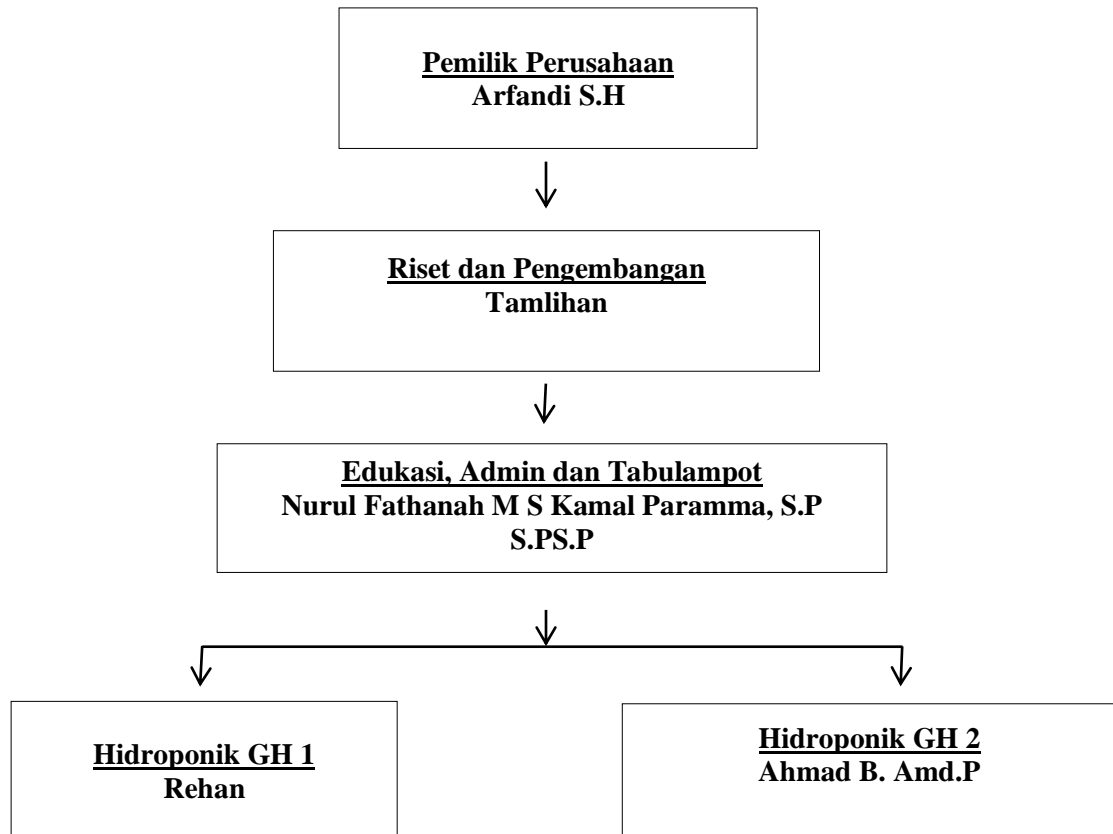 Pemilik Perusahaan
Arfandi S.H
Riset dan Pengembangan
Tamlihan
Edukasi, Admin dan Tabulampot
Nurul Fathanah M S Kamal Paramma, S.P
S.PS.P
Hidroponik GH 1
Rehan
Hidroponik GH 2
Ahmad B. Amd.P